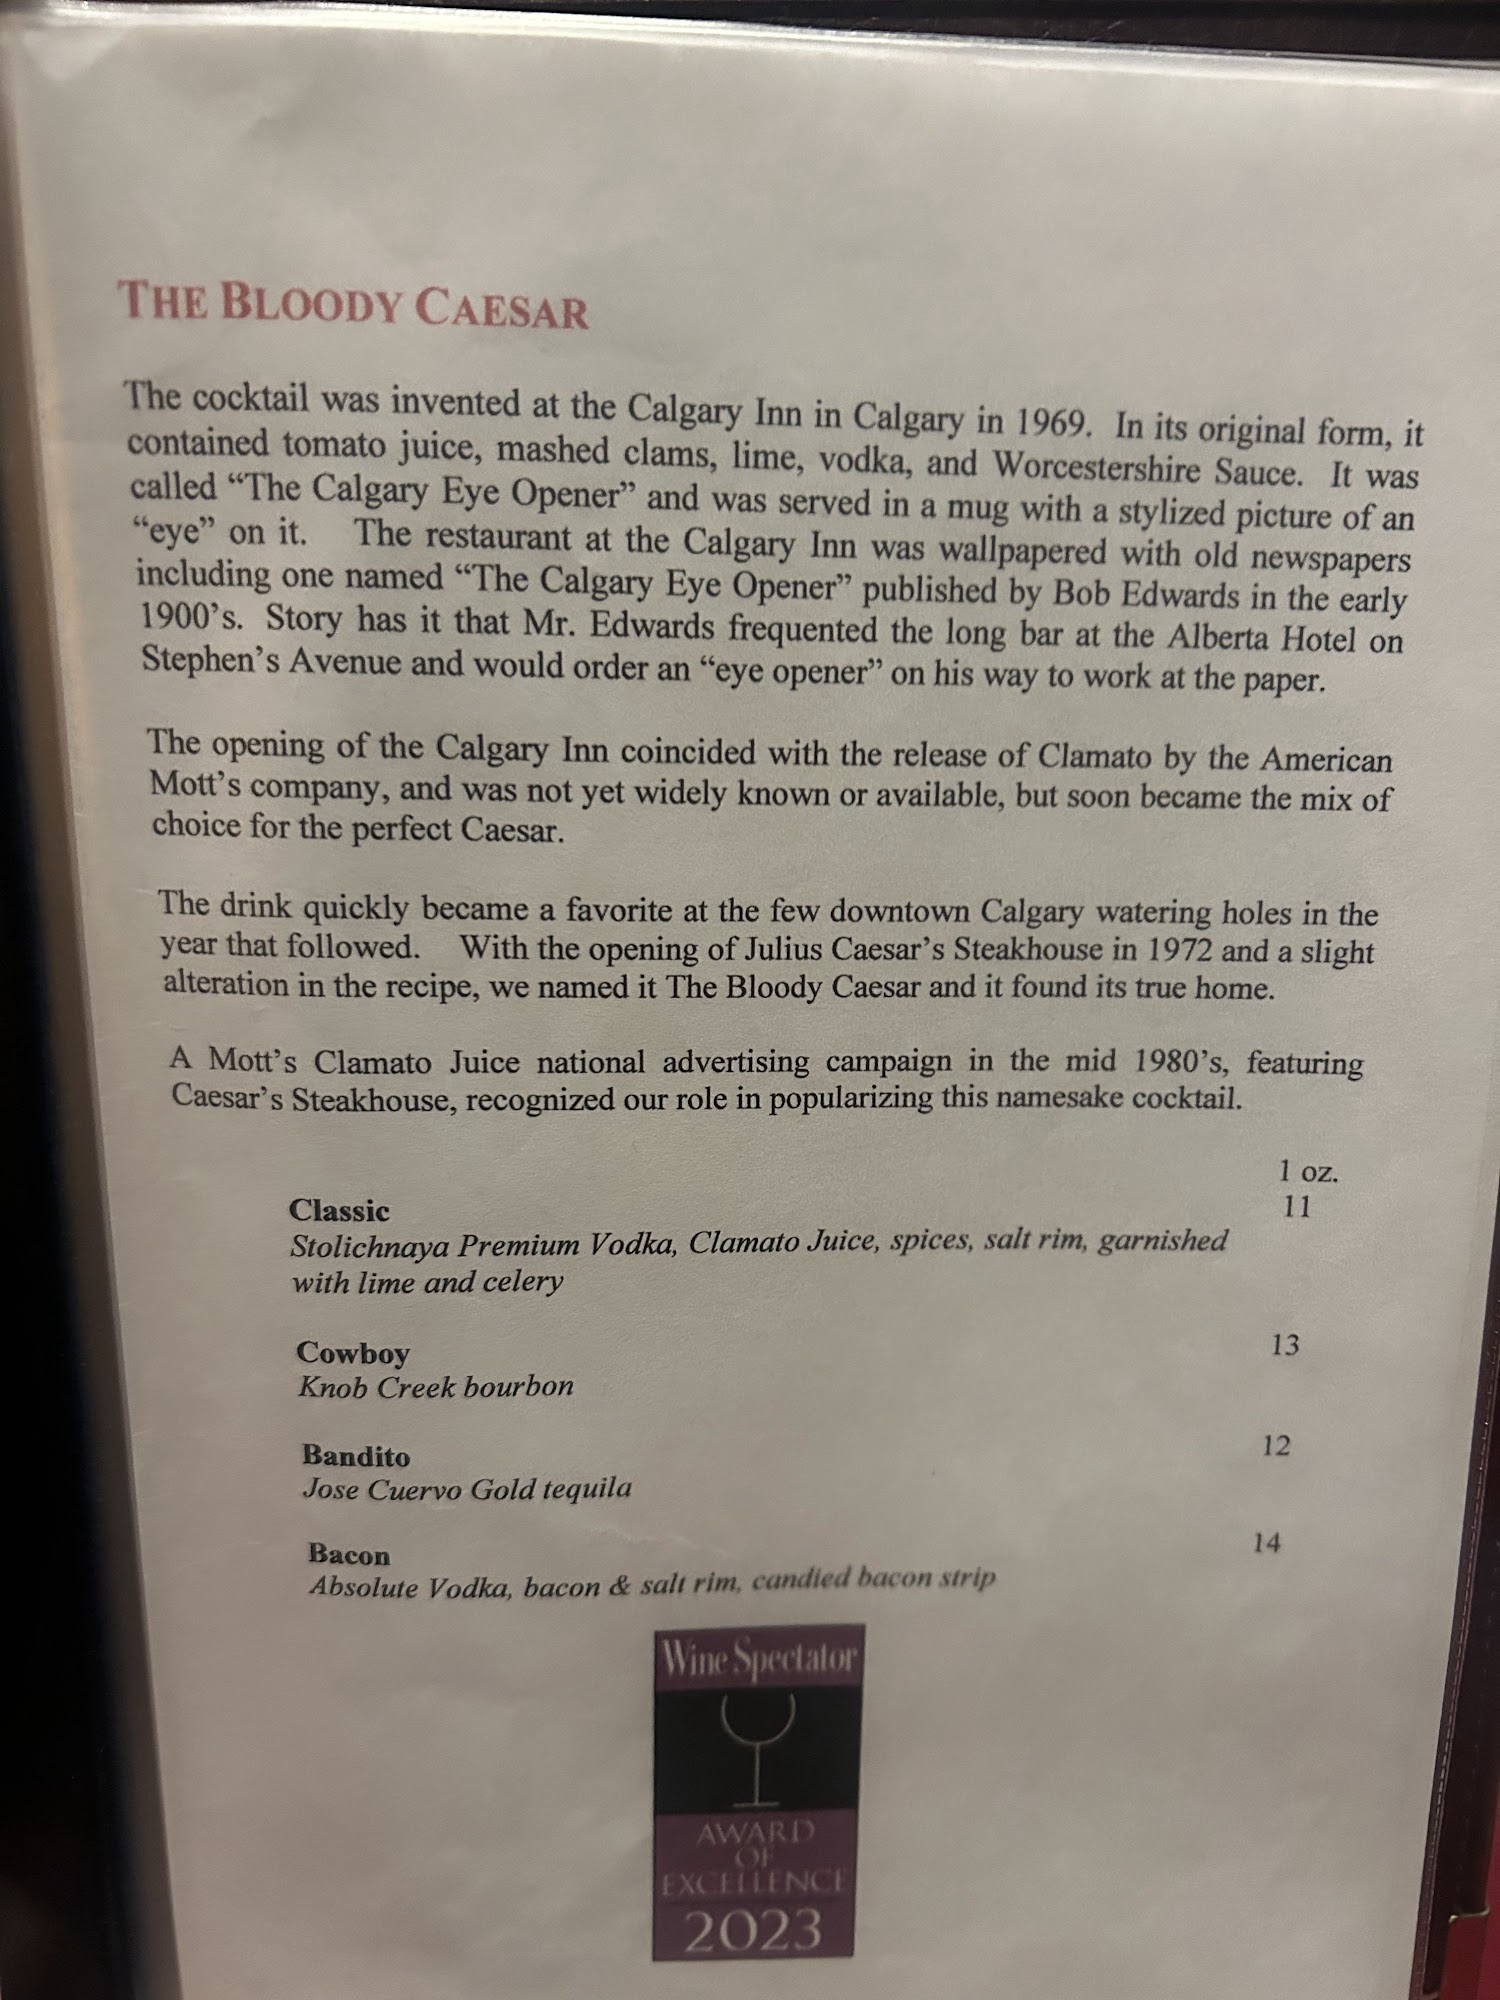 THE BLOODY CAESAR
The cocktail was invented at the Calgary Inn in Calgary in 1969. In its original form, it
contained tomato juice, mashed clams, lime, vodka, and Worcestershire Sauce. It was
called “The Calgary Eye Opener” and was served in a mug with a stylized picture of an
“eye” on it. The restaurant at the Calgary Inn was wallpapered with old newspapers
including one named “The Calgary Eye Opener” published by Bob Edwards in the early
1900’s. Story has it that Mr. Edwards frequented the long bar at the Alberta Hotel on
Stephen’s Avenue and would order an “eye opener” on his way to work at the paper.
The opening of the Calgary Inn coincided with the release of Clamato by the American
Mott’s company, and was not yet widely known or available, but soon became the mix of
choice for the perfect Caesar.
The drink quickly became a favorite at the few downtown Calgary watering holes in the
year that followed. With the opening of Julius Caesar’s Steakhouse in 1972 and a slight
alteration in the recipe, we named it The Bloody Caesar and it found its true home.
A Mott’s Clamato Juice national advertising campaign in the mid 1980’s, featuring
Caesar’s Steakhouse, recognized our role in popularizing this namesake cocktail.
1 oz.
Classic 11
Stolichnaya Premium Vodka, Clamato Juice, spices, salt rim, garnished
with lime and celery
Cowboy 13
Knob Creek bourbon
Bandito 12
Jose Cuervo Gold tequila
Bacon 14
Absolute Vodka, bacon & salt rim, candied bacon strip
Wine Spectator
AWARD
OF
EXCELLENCE
2023